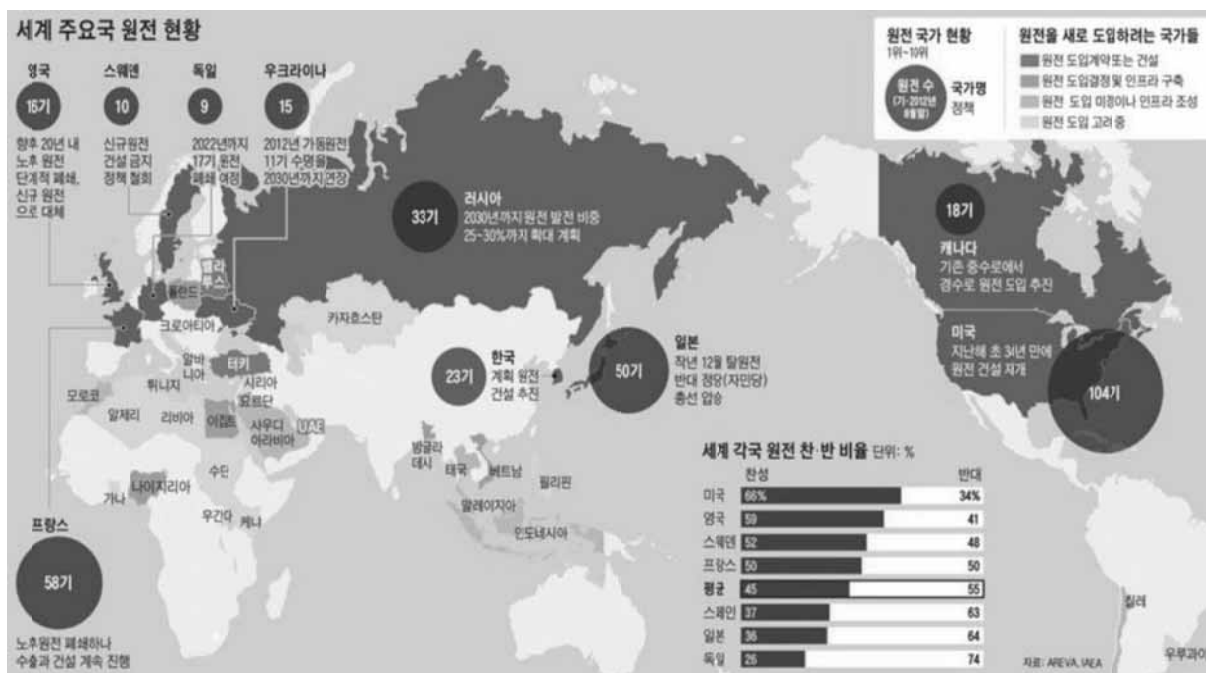 세계 주요국 원전 현황
영국
16기
향후 20년 내
노후 원전
단계적 폐쇄,
신규 원전
으로 대체
스웨덴
10
신규원전
건설 금지
정책 철회
독일
9
2022년까지
17기 원전
폐쇄 예정
우크라이나
15
2012년 가동원전
11기 수명을
2030년까지연장
33기
러시아
2030년까지 원전 발전 비중
25~30%까지 확대 계획
원전 국가 현황
1위~10위
원전 수
(기·2012년
8월말)
국가명
정책
원전을 새로 도입하려는 국가들
원전 도입계약또는 건설
원전 도입결정및 인프라 구축
원전 도입 미정이나 인프라 조성
원전 도입 고려 중
18기
캐나다
기존 중수로에서
경수로 원전 도입 추진
미국
지난해 초 34년 만에
원전 건설 재개
104기
벨라
루스
폴란드
크로아티아
카자흐스탄
알바
니아
터키
시리아
요르단
모로코
튀니지
알제리
리비아
이집트
사우디
아라비아
UAE
수단
가나
나이지리아
우간다
케냐
23기
한국
계획 원전
건설 추진
50기
일본
작년 12월 탈원전
반대 정당(자민당)
총선 압승
방글라
데시
태국
베트남
필리핀
말레이지아
인도네시아
프랑스
58기
노후원전 폐쇄하나
수출과 건설 계속 진행
세계 각국 원전 찬·반 비율 단위: %
찬성 반대
미국 66% 34%
영국 59 41
스웨덴 52 48
프랑스 50 50
평균 45 55
스페인 37 63
일본 36 64
독일 26 74
칠레
우루과이
자료: AREVA, IAEA